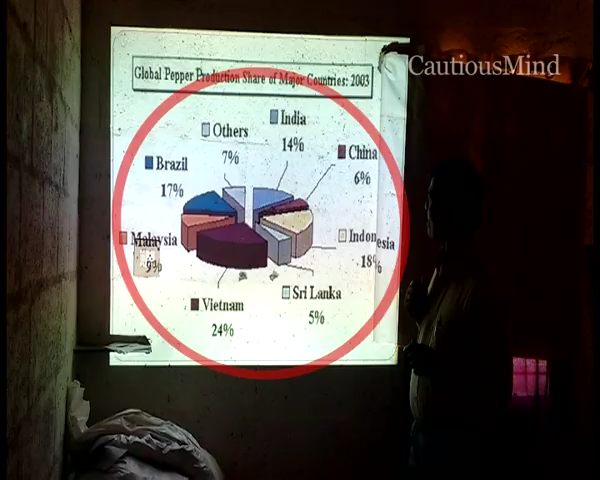 CautiousMind
Global Pepper Production Share of Major Countries: 2003
India
14%
Others
7%
China
6%
Brazil
17%
Malaysia
9%
Indonesia
18%
Sri Lanka
5%
Vietnam
24%